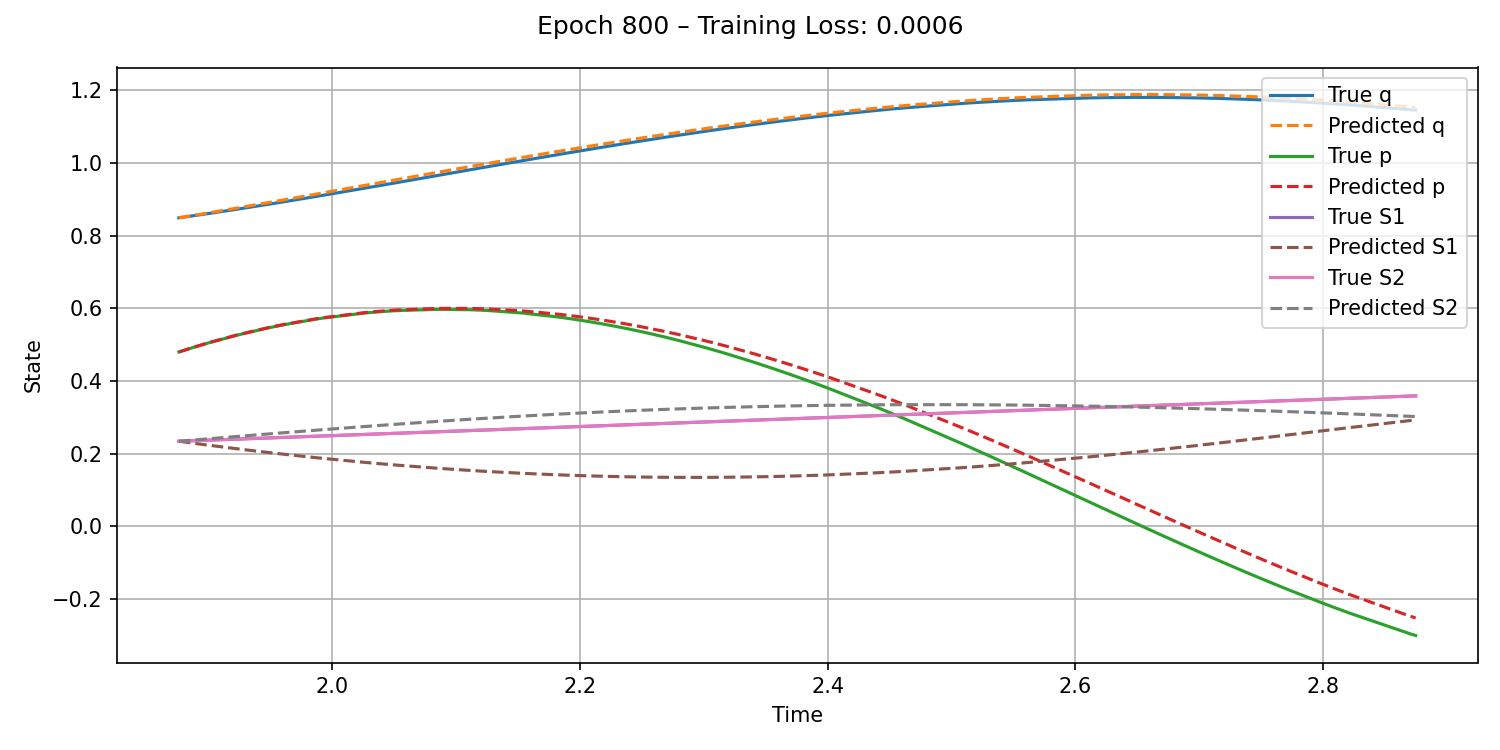 Epoch 800 – Training Loss: 0.0006
1.2
1.0
0.8
0.6
0.4
0.2
0.0
−0.2
State
True q
Predicted q
True p
Predicted p
True S1
Predicted S1
True S2
Predicted S2
2.0 2.2 2.4 2.6 2.8
Time